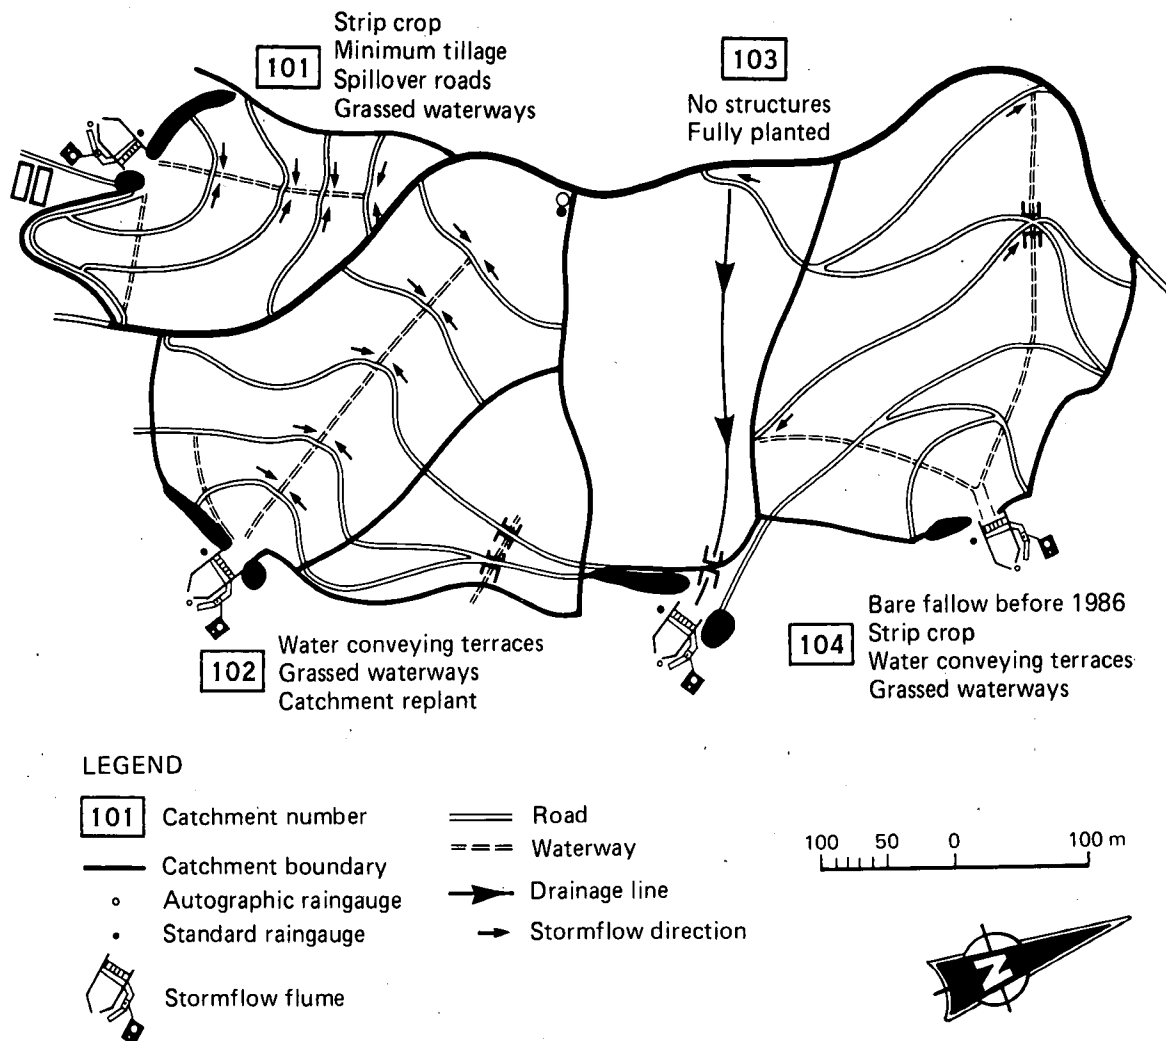 101
Strip crop
Minimum tillage
Spillover roads
Grassed waterways
103
No structures
Fully planted
102
Water conveying terraces
Grassed waterways
Catchment replant
104
Bare fallow before 1986
Strip crop
Water conveying terraces
Grassed waterways
LEGEND
101 Catchment number
Catchment boundary
Autographic raingauge
Standard raingauge
Stormflow flume
Road
Waterway
Drainage line
Stormflow direction
100 50 0 100 m
N